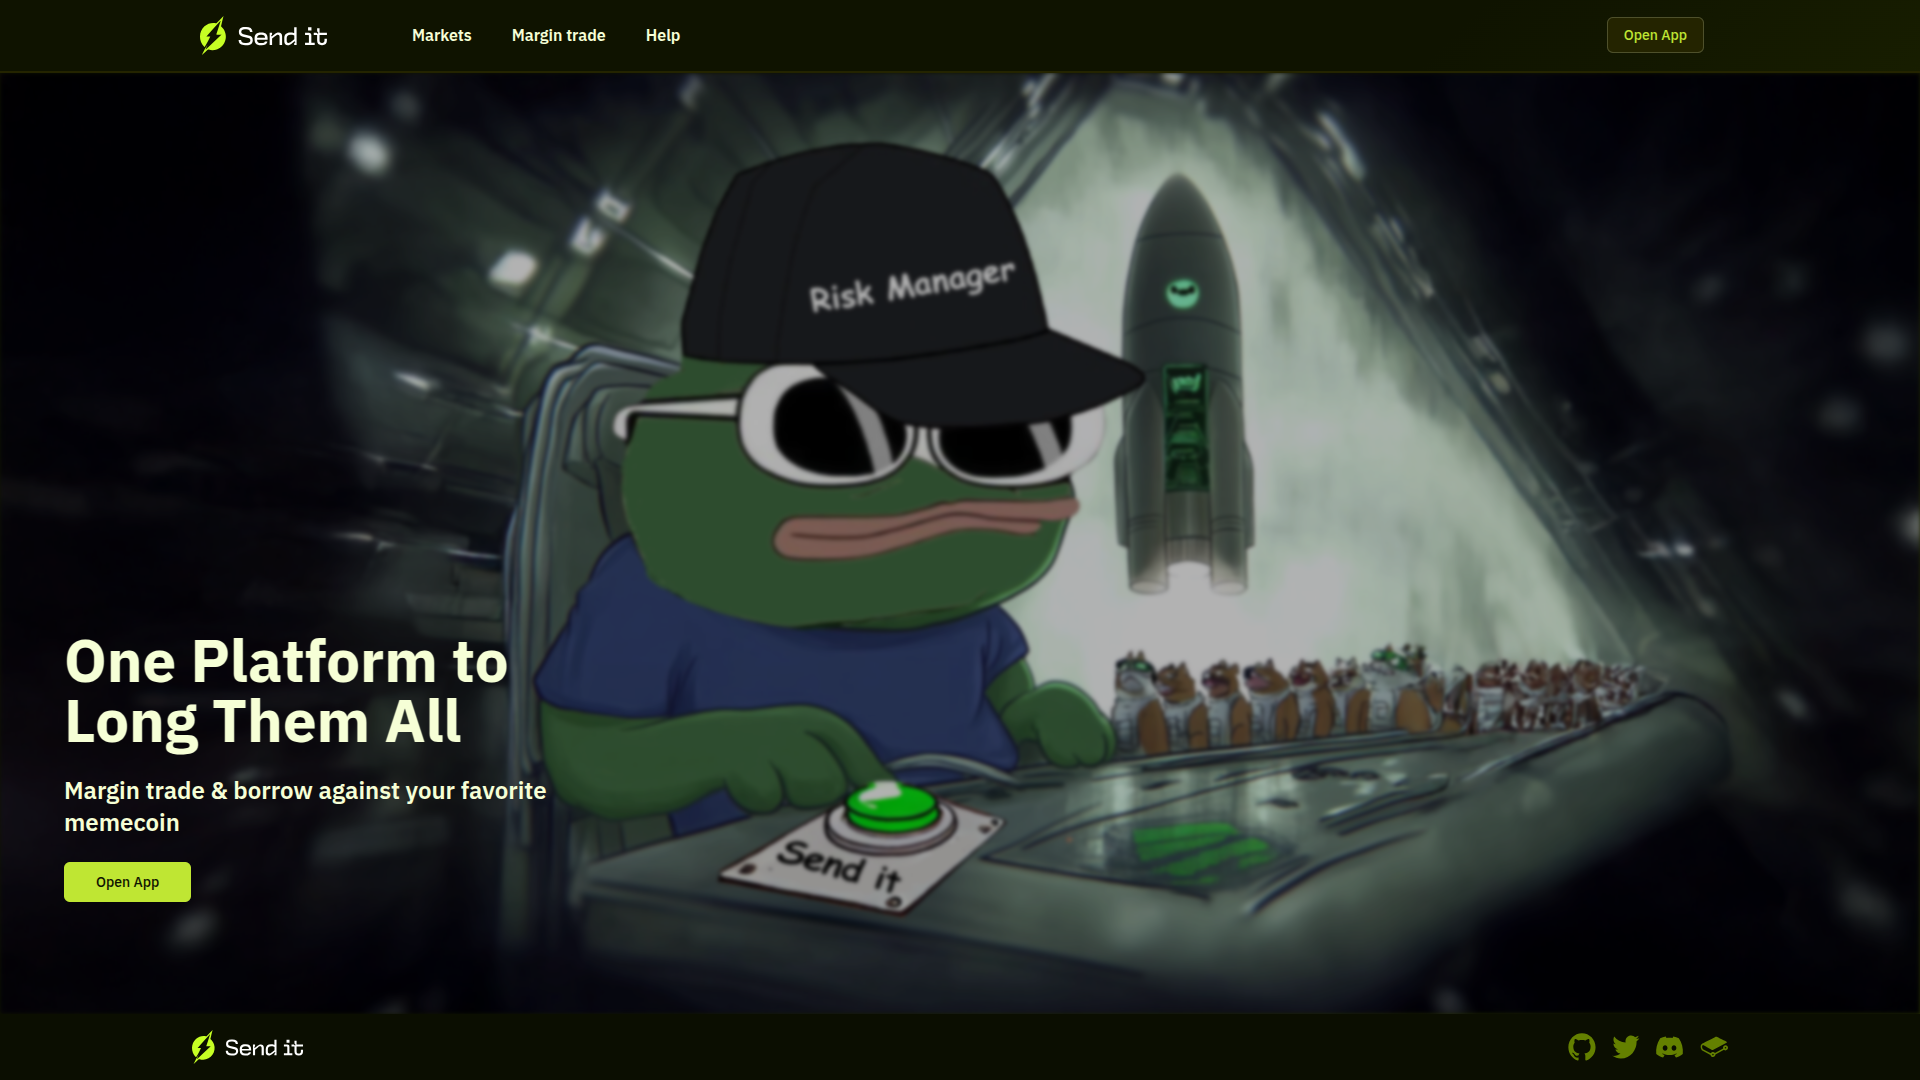 Send it
Markets
Margin trade
Help
Open App
Risk Manager
One Platform to
Long Them All
Margin trade & borrow against your favorite
memecoin
Open App
Send it
Send it